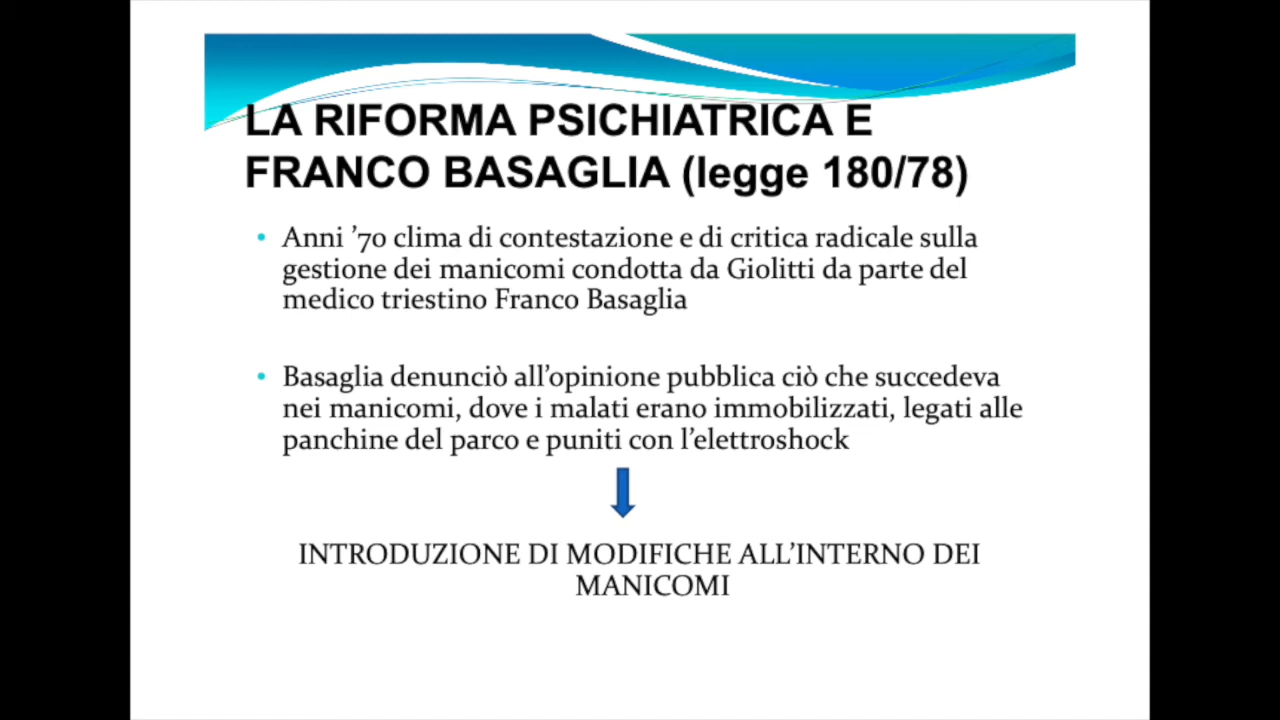 LA RIFORMA PSICHIATRICA E
FRANCO BASAGLIA (legge 180/78)
• Anni ’70 clima di contestazione e di critica radicale sulla
gestione dei manicomi condotta da Giolitti da parte del
medico triestino Franco Basaglia
• Basaglia denunciò all’opinione pubblica ciò che succedeva
nei manicomi, dove i malati erano immobilizzati, legati alle
panchine del parco e puniti con l’elettroshock
INTRODUZIONE DI MODIFICHE ALL’INTERNO DEI
MANICOMI